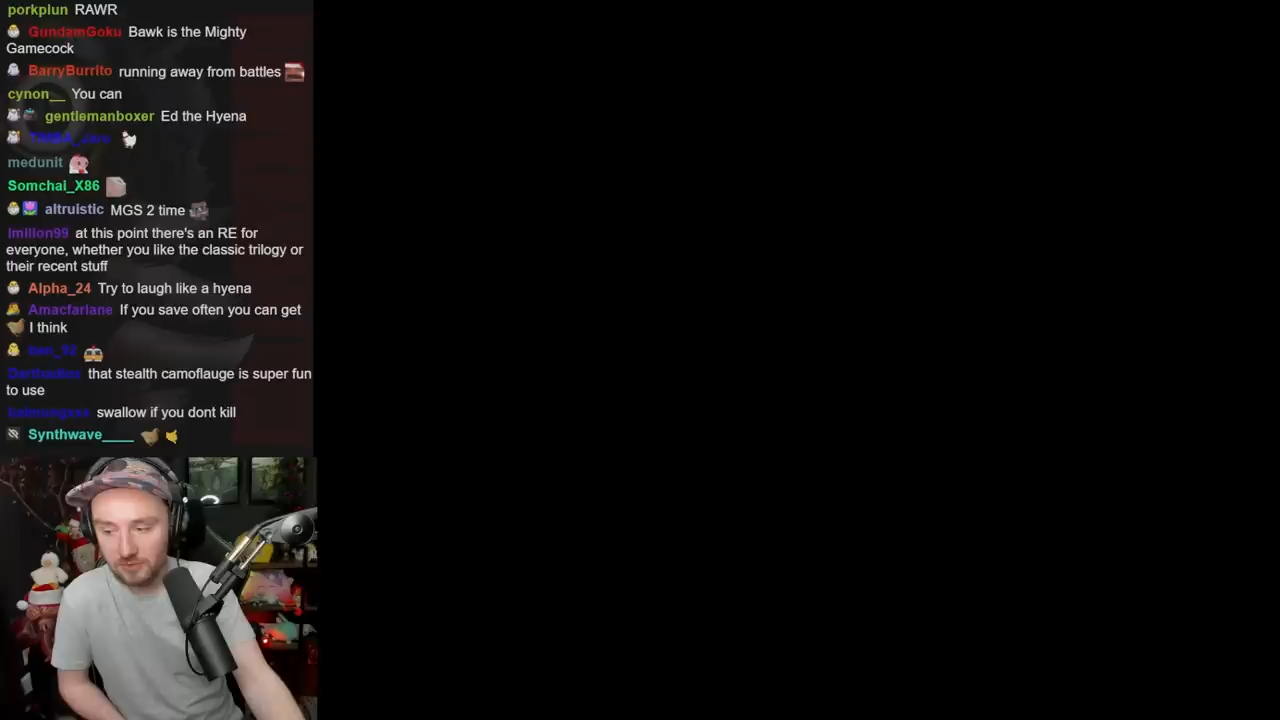 porkplun RAWR
GundamGoku Bawk is the Mighty
Gamecock
BarryBurrito running away from battles
cynon__ You can
gentlemanboxer Ed the Hyena
medunit
Somchai_X86
altruistic MGS 2 time
lmilion99 at this point there's an RE for
everyone, whether you like the classic trilogy or
their recent stuff
Alpha_24 Try to laugh like a hyena
Amacfarlane If you save often you can get
I think
ben_92
that stealth camoflauge is super fun
to use
swallow if you dont kill
Synthwave____